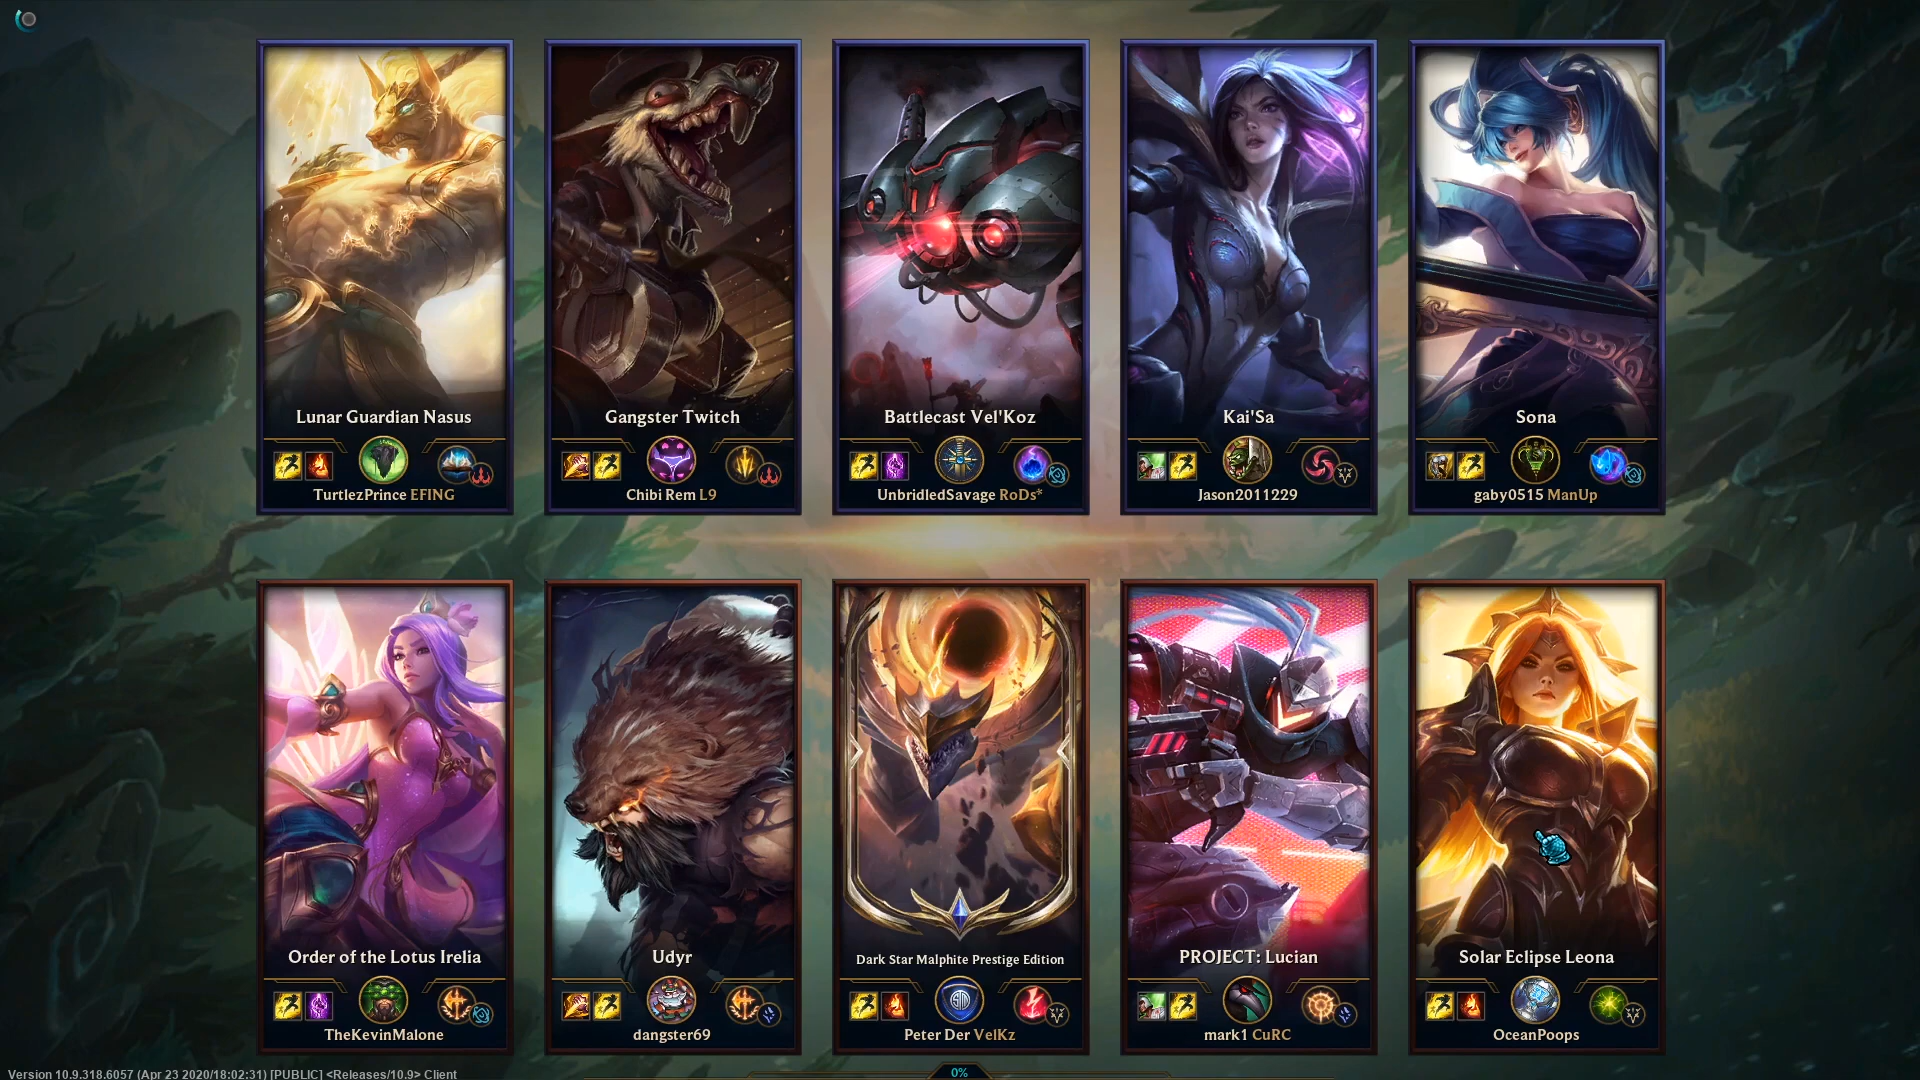 Lunar Guardian Nasus
TurtlezPrince EFING
Gangster Twitch
Chibi Rem L9
Battlecast Vel'Koz
UnbridledSavage RoDs*
Kai'Sa
Jason2011229
Sona
gaby0515 ManUp
Order of the Lotus Irelia
TheKevinMalone
Udyr
dangster69
Dark Star Malphite Prestige Edition
Peter Der VelKz
PROJECT: Lucian
mark1 CuRC
Solar Eclipse Leona
OceanPoops
Version 10.9.318.6057 (Apr 23 2020/18:02:31) [PUBLIC] <Releases/10.9> Client
0%